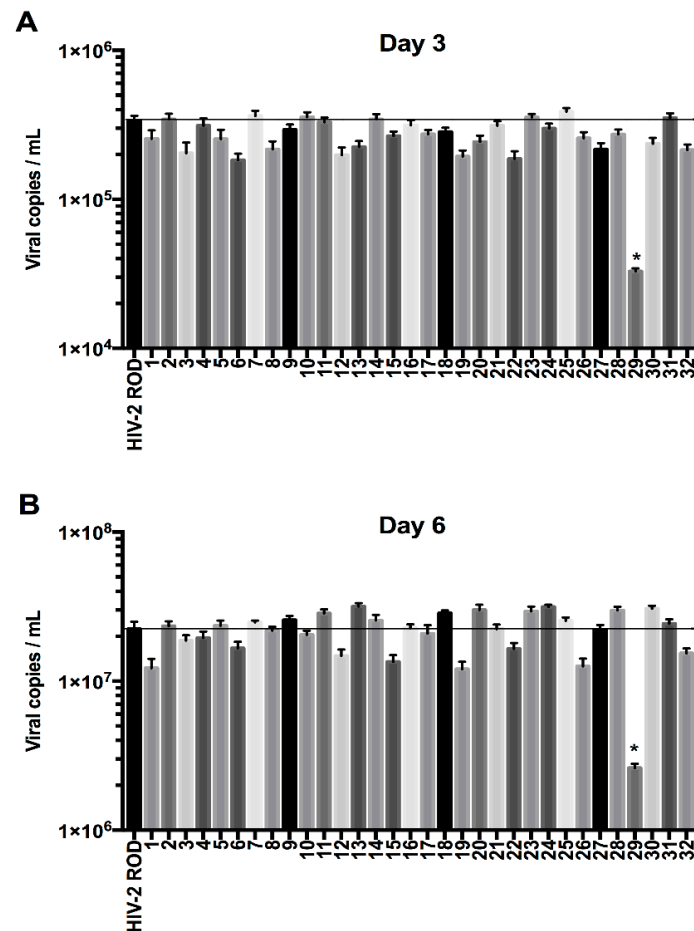 A
Day 3
Viral copies / mL
1×10⁶
1×10⁵
1×10⁴
*
HIV-2 ROD 1 2 3 4 5 6 7 8 9 10 11 12 13 14 15 16 17 18 19 20 21 22 23 24 25 26 27 28 29 30 31 32
B
Day 6
Viral copies / mL
1×10⁸
1×10⁷
1×10⁶
*
HIV-2 ROD 1 2 3 4 5 6 7 8 9 10 11 12 13 14 15 16 17 18 19 20 21 22 23 24 25 26 27 28 29 30 31 32